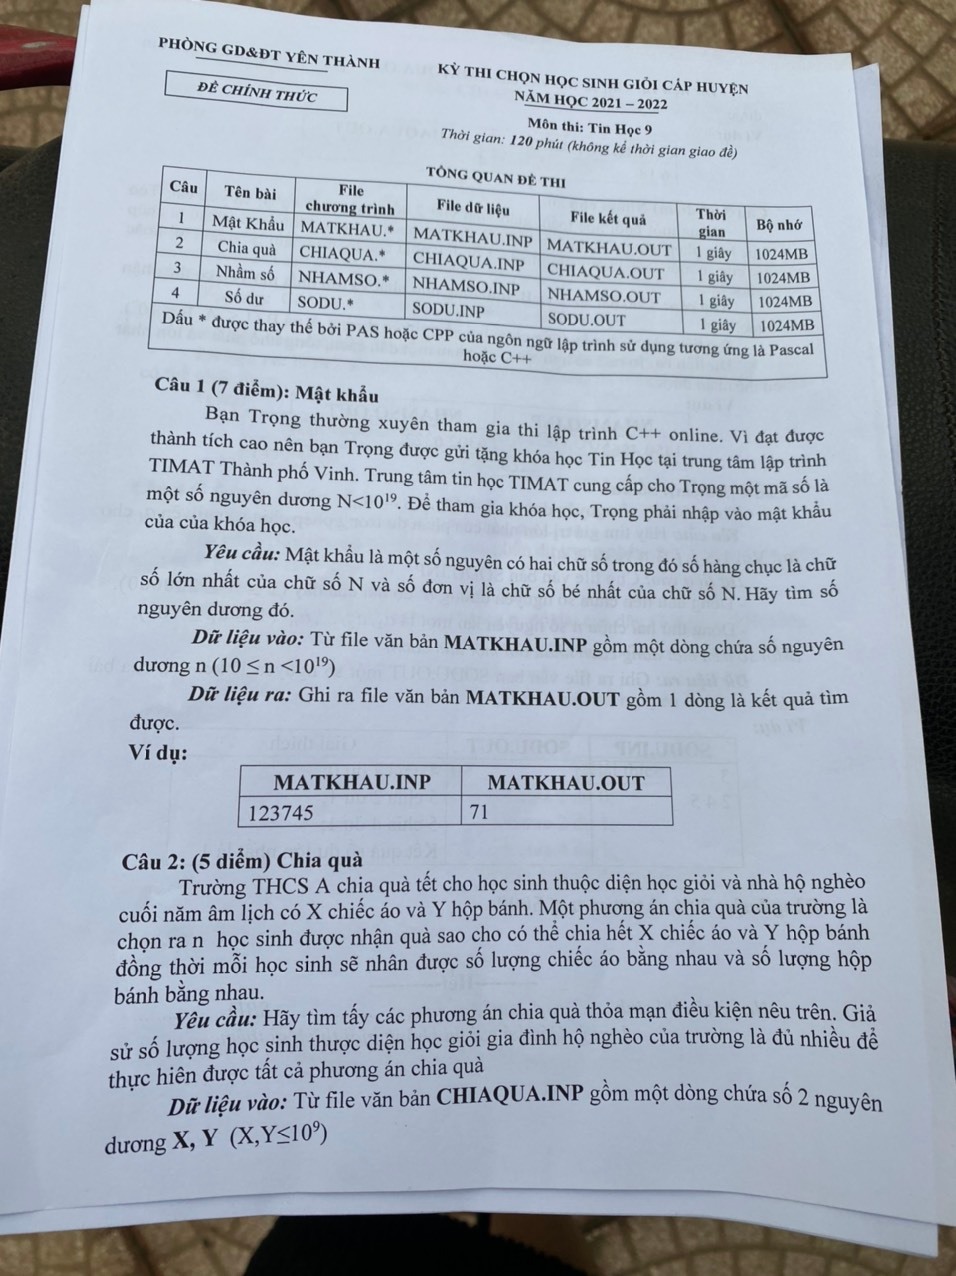 PHÒNG GD&ĐT YÊN THÀNH
ĐỀ CHÍNH THỨC
KỲ THI CHỌN HỌC SINH GIỎI CẤP HUYỆN
NĂM HỌC 2021 – 2022
Môn thi: Tin Học 9
Thời gian: 120 phút (không kể thời gian giao đề)
TỔNG QUAN ĐỀ THI
Câu Tên bài File chương trình File dữ liệu File kết quả Thời gian Bộ nhớ
1 Mật Khẩu MATKHAU.* MATKHAU.INP MATKHAU.OUT 1 giây 1024MB
2 Chia quà CHIAQUA.* CHIAQUA.INP CHIAQUA.OUT 1 giây 1024MB
3 Nhầm số NHAMSO.* NHAMSO.INP NHAMSO.OUT 1 giây 1024MB
4 Số dư SODU.* SODU.INP SODU.OUT 1 giây 1024MB
Dấu * được thay thế bởi PAS hoặc CPP của ngôn ngữ lập trình sử dụng tương ứng là Pascal
hoặc C++
Câu 1 (7 điểm): Mật khẩu
Bạn Trọng thường xuyên tham gia thi lập trình C++ online. Vì đạt được
thành tích cao nên bạn Trọng được gửi tặng khóa học Tin Học tại trung tâm lập trình
TIMAT Thành phố Vinh. Trung tâm tin học TIMAT cung cấp cho Trọng một mã số là
một số nguyên dương N<10¹⁹. Để tham gia khóa học, Trọng phải nhập vào mật khẩu
của của khóa học.
Yêu cầu: Mật khẩu là một số nguyên có hai chữ số trong đó số hàng chục là chữ
số lớn nhất của chữ số N và số đơn vị là chữ số bé nhất của chữ số N. Hãy tìm số
nguyên dương đó.
Dữ liệu vào: Từ file văn bản MATKHAU.INP gồm một dòng chứa số nguyên
dương n (10 ≤ n <10¹⁹)
Dữ liệu ra: Ghi ra file văn bản MATKHAU.OUT gồm 1 dòng là kết quả tìm
được.
Ví dụ:
MATKHAU.INP MATKHAU.OUT
123745 71
Câu 2: (5 diểm) Chia quà
Trường THCS A chia quà tết cho học sinh thuộc diện học giỏi và nhà hộ nghèo
cuối năm âm lịch có X chiếc áo và Y hộp bánh. Một phương án chia quà của trường là
chọn ra n học sinh được nhận quà sao cho có thể chia hết X chiếc áo và Y hộp bánh
đồng thời mỗi học sinh sẽ nhân được số lượng chiếc áo bằng nhau và số lượng hộp
bánh bằng nhau.
Yêu cầu: Hãy tìm tấy các phương án chia quà thỏa mạn điều kiện nêu trên. Giả
sử số lượng học sinh thược diện học giỏi gia đình hộ nghèo của trường là đủ nhiều để
thực hiên được tất cả phương án chia quà
Dữ liệu vào: Từ file văn bản CHIAQUA.INP gồm một dòng chứa số 2 nguyên
dương X, Y (X,Y≤10⁹)